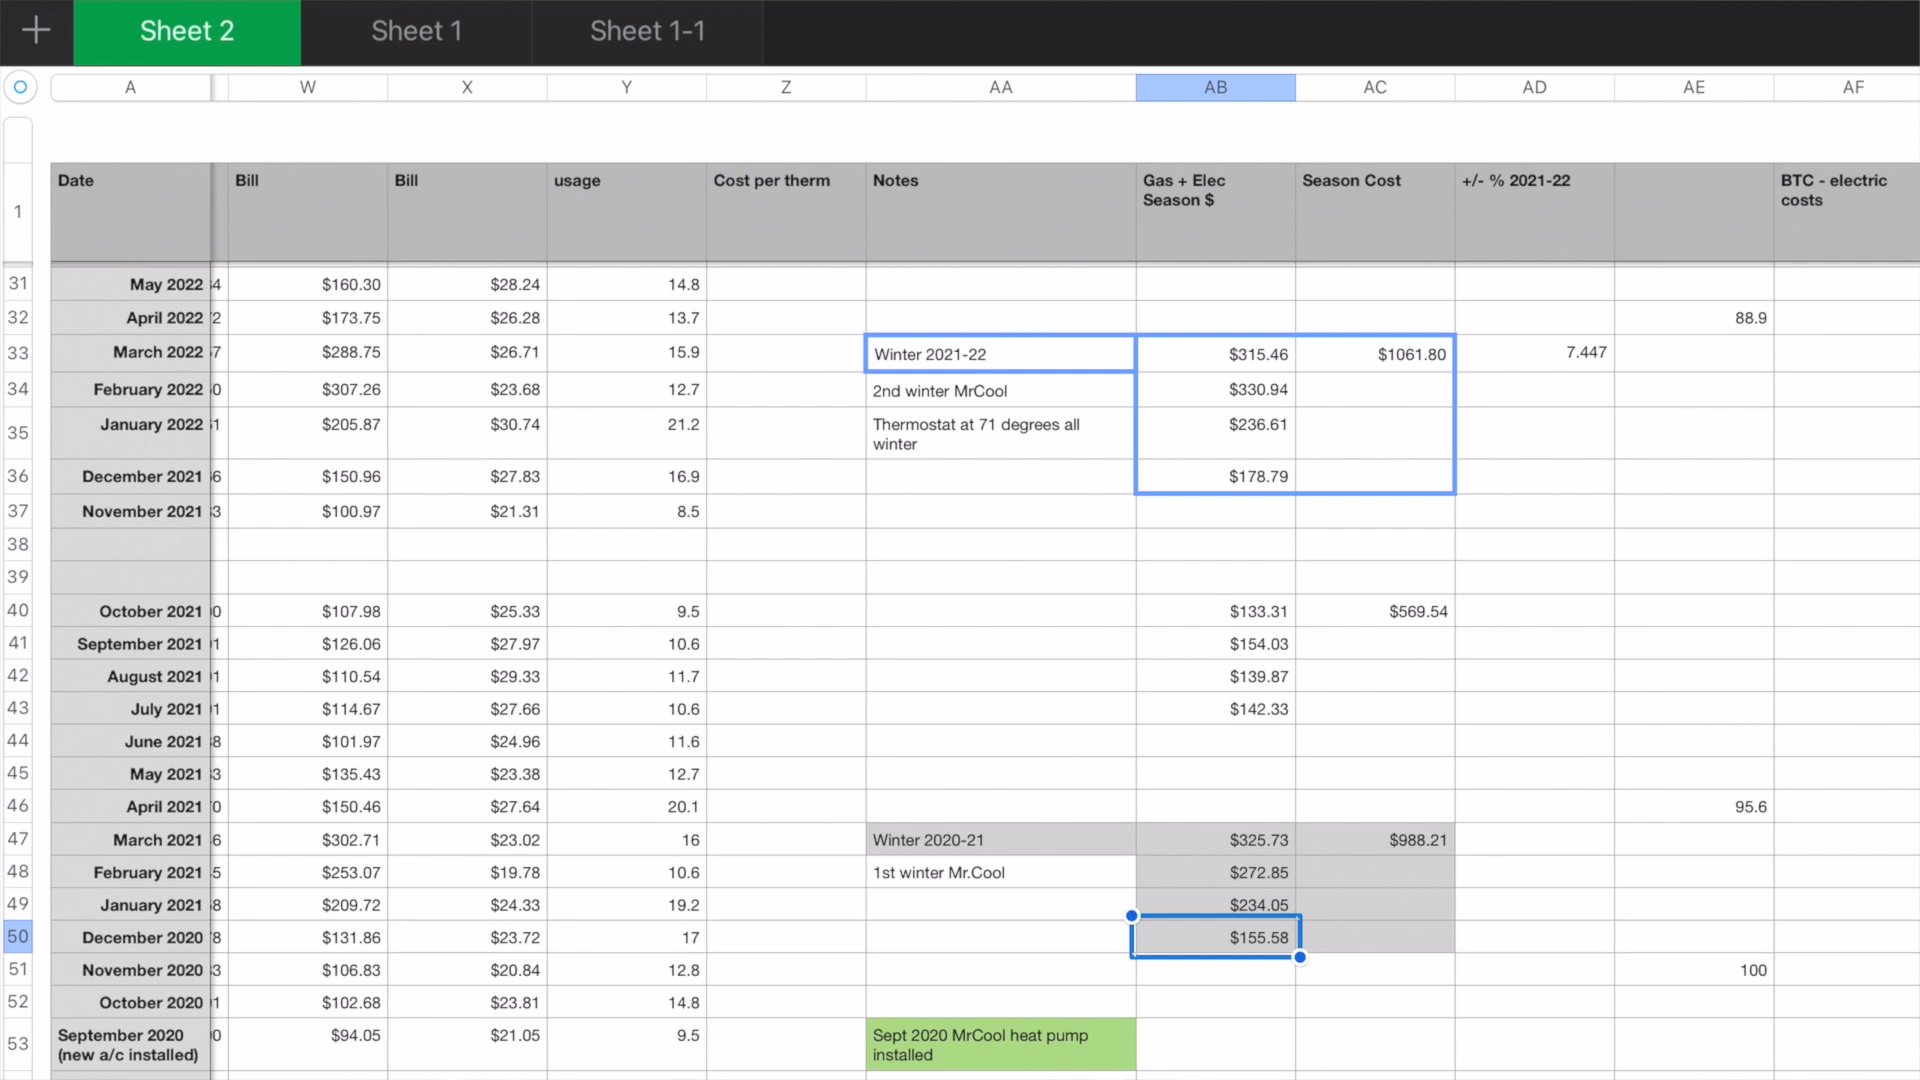 + Sheet 2 Sheet 1 Sheet 1-1
A W X Y Z AA AB AC AD AE AF
1 Date Bill Bill usage Cost per therm Notes Gas + Elec Season Cost +/- % 2021-22 BTC - electric
Season $ costs
31 May 2022 4 $160.30 $28.24 14.8
32 April 2022 2 $173.75 $26.28 13.7 88.9
33 March 2022 7 $288.75 $26.71 15.9 Winter 2021-22 $315.46 $1061.80 7.447
34 February 2022 0 $307.26 $23.68 12.7 2nd winter MrCool $330.94
35 January 2022 1 $205.87 $30.74 21.2 Thermostat at 71 degrees all $236.61
winter
36 December 2021 6 $150.96 $27.83 16.9 $178.79
37 November 2021 3 $100.97 $21.31 8.5
38
39
40 October 2021 0 $107.98 $25.33 9.5 $133.31 $569.54
41 September 2021 1 $126.06 $27.97 10.6 $154.03
42 August 2021 1 $110.54 $29.33 11.7 $139.87
43 July 2021 1 $114.67 $27.66 10.6 $142.33
44 June 2021 8 $101.97 $24.96 11.6
45 May 2021 3 $135.43 $23.38 12.7
46 April 2021 0 $150.46 $27.64 20.1 95.6
47 March 2021 6 $302.71 $23.02 16 Winter 2020-21 $325.73 $988.21
48 February 2021 5 $253.07 $19.78 10.6 1st winter Mr.Cool $272.85
49 January 2021 8 $209.72 $24.33 19.2 $234.05
50 December 2020 8 $131.86 $23.72 17 $155.58
51 November 2020 3 $106.83 $20.84 12.8 100
52 October 2020 1 $102.68 $23.81 14.8
53 September 2020 0 $94.05 $21.05 9.5 Sept 2020 MrCool heat pump
(new a/c installed) installed